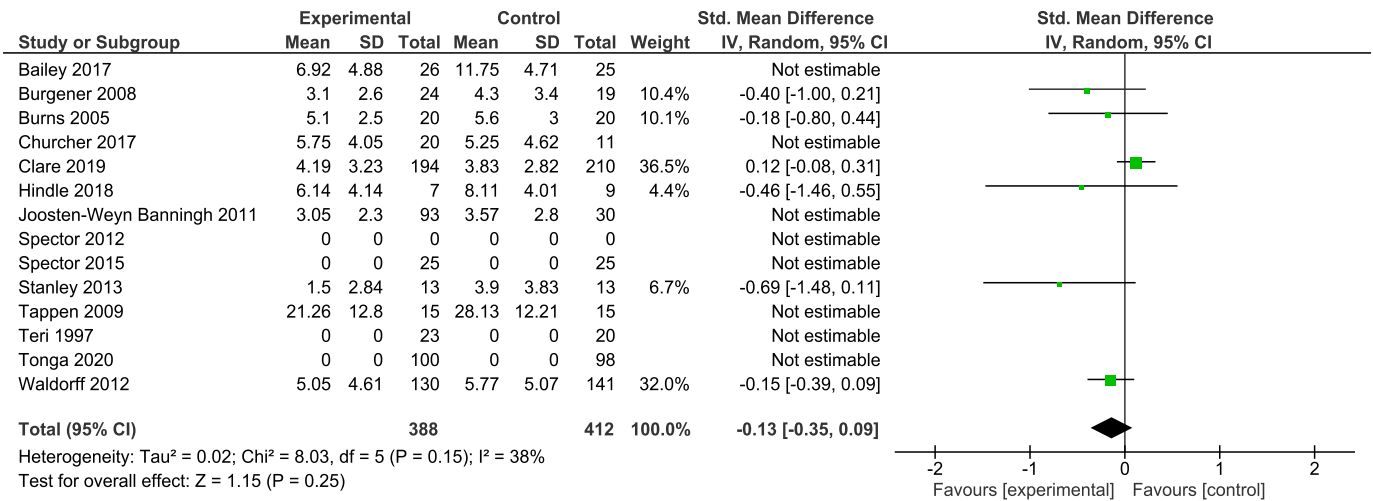 Experimental Control Std. Mean Difference Std. Mean Difference
Study or Subgroup Mean SD Total Mean SD Total Weight IV, Random, 95% CI IV, Random, 95% CI
Bailey 2017 6.92 4.88 26 11.75 4.71 25 Not estimable
Burgener 2008 3.1 2.6 24 4.3 3.4 19 10.4% -0.40 [-1.00, 0.21]
Burns 2005 5.1 2.5 20 5.6 3 20 10.1% -0.18 [-0.80, 0.44]
Churcher 2017 5.75 4.05 20 5.25 4.62 11 Not estimable
Clare 2019 4.19 3.23 194 3.83 2.82 210 36.5% 0.12 [-0.08, 0.31]
Hindle 2018 6.14 4.14 7 8.11 4.01 9 4.4% -0.46 [-1.46, 0.55]
Joosten-Weyn Banningh 2011 3.05 2.3 93 3.57 2.8 30 Not estimable
Spector 2012 0 0 0 0 0 0 Not estimable
Spector 2015 0 0 25 0 0 25 Not estimable
Stanley 2013 1.5 2.84 13 3.9 3.83 13 6.7% -0.69 [-1.48, 0.11]
Tappen 2009 21.26 12.8 15 28.13 12.21 15 Not estimable
Teri 1997 0 0 23 0 0 20 Not estimable
Tonga 2020 0 0 100 0 0 98 Not estimable
Waldorff 2012 5.05 4.61 130 5.77 5.07 141 32.0% -0.15 [-0.39, 0.09]
Total (95% CI) 388 412 100.0% -0.13 [-0.35, 0.09]
Heterogeneity: Tau² = 0.02; Chi² = 8.03, df = 5 (P = 0.15); I² = 38%
Test for overall effect: Z = 1.15 (P = 0.25)
-2 -1 0 1 2
Favours [experimental] Favours [control]